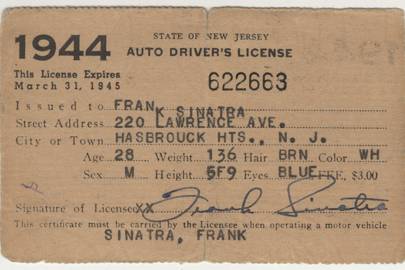 1944
STATE OF NEW JERSEY
AUTO DRIVER'S LICENSE
This License Expires
March 31, 1945
622663
Issued to FRANK SINATRA
Street Address 220 LAWRENCE AVE.
City or Town HASBROUCK HTS., N. J.
Age 28 Weight 136 Hair BRN Color WH
Sex M Height 5F9 Eyes BLUE FEE, $3.00
Signature of Licensee XX Frank Sinatra
This certificate must be carried by the Licensee when operating a motor vehicle
SINATRA, FRANK